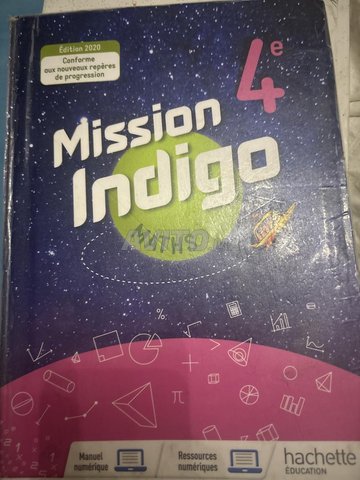 Édition 2020
Conforme
aux nouveaux repères
de progression
4e
Mission
Indigo
MATHS
%
π
Manuel
numérique
Ressources
numériques
hachette
ÉDUCATION